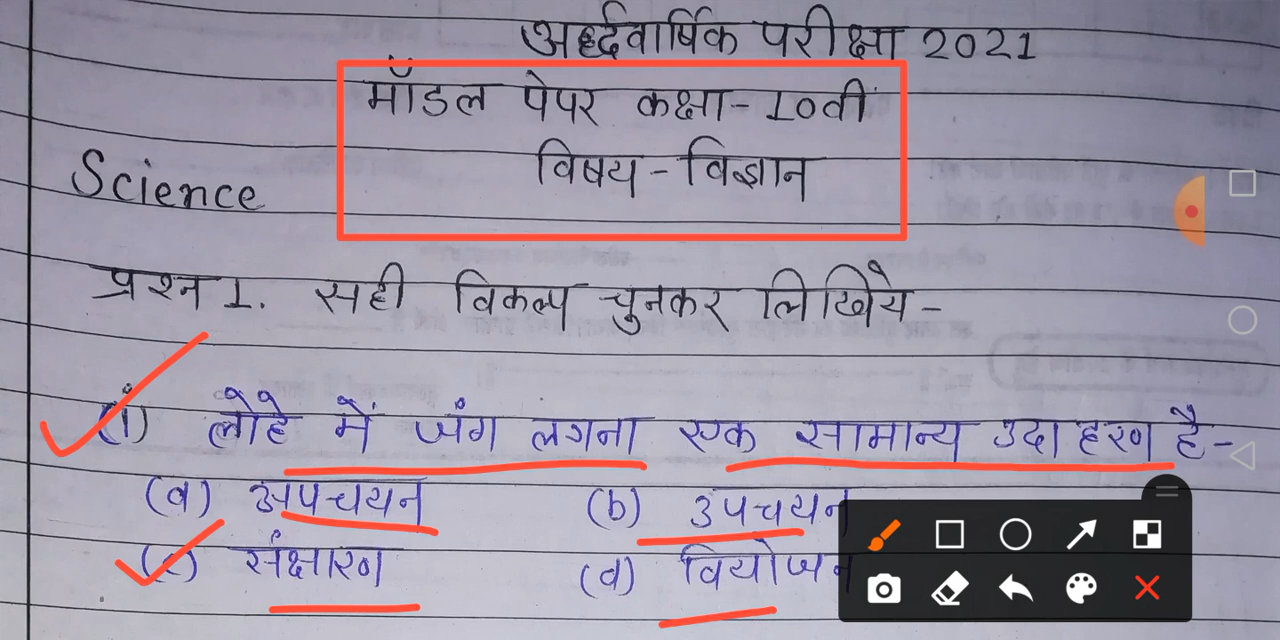 अर्द्धवार्षिक परीक्षा 2021
मॉडल पेपर कक्षा - 10वीं
विषय - विज्ञान
Science
प्रश्न 1. सही विकल्प चुनकर लिखिये -
(i) लोहे में जंग लगना एक सामान्य उदाहरण है -
(a) अपचयन (b) उपचयन
(c) संक्षारण (d) वियोजन